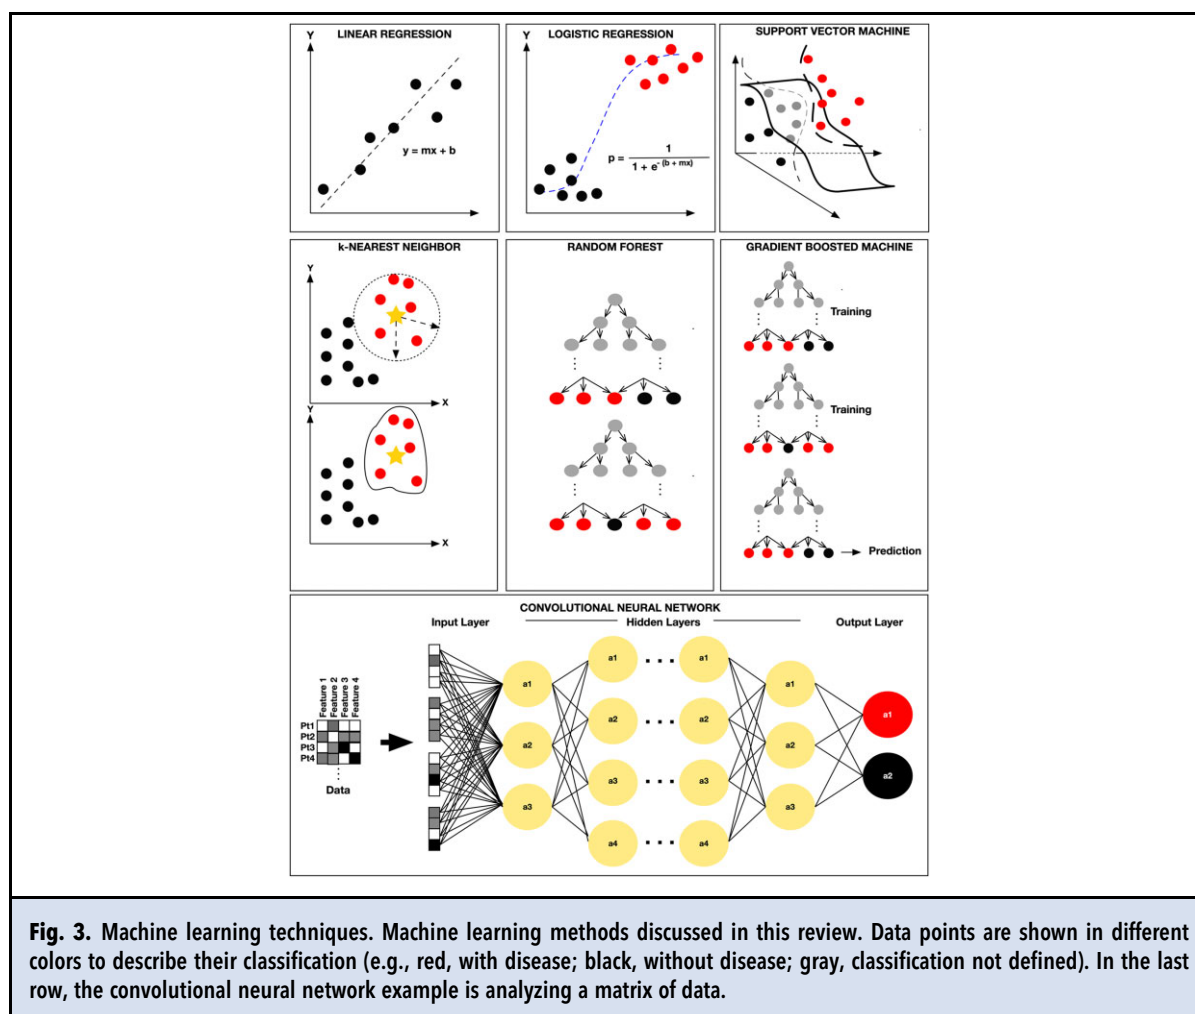 LINEAR REGRESSION
Y
y = mx + b
X
LOGISTIC REGRESSION
Y
p = 1
1 + e^-(b + mx)
X
SUPPORT VECTOR MACHINE
k-NEAREST NEIGHBOR
Y
X
Y
X
RANDOM FOREST
GRADIENT BOOSTED MACHINE
Training
Training
Prediction
CONVOLUTIONAL NEURAL NETWORK
Input Layer
Hidden Layers
Output Layer
Feature 1
Feature 2
Feature 3
Feature 4
Pt1
Pt2
Pt3
Pt4
Data
a1
a2
a3
a1
a2
a3
a4
a1
a2
a3
a4
a1
a2
a3
a1
a2
Fig. 3. Machine learning techniques. Machine learning methods discussed in this review. Data points are shown in different
colors to describe their classification (e.g., red, with disease; black, without disease; gray, classification not defined). In the last
row, the convolutional neural network example is analyzing a matrix of data.